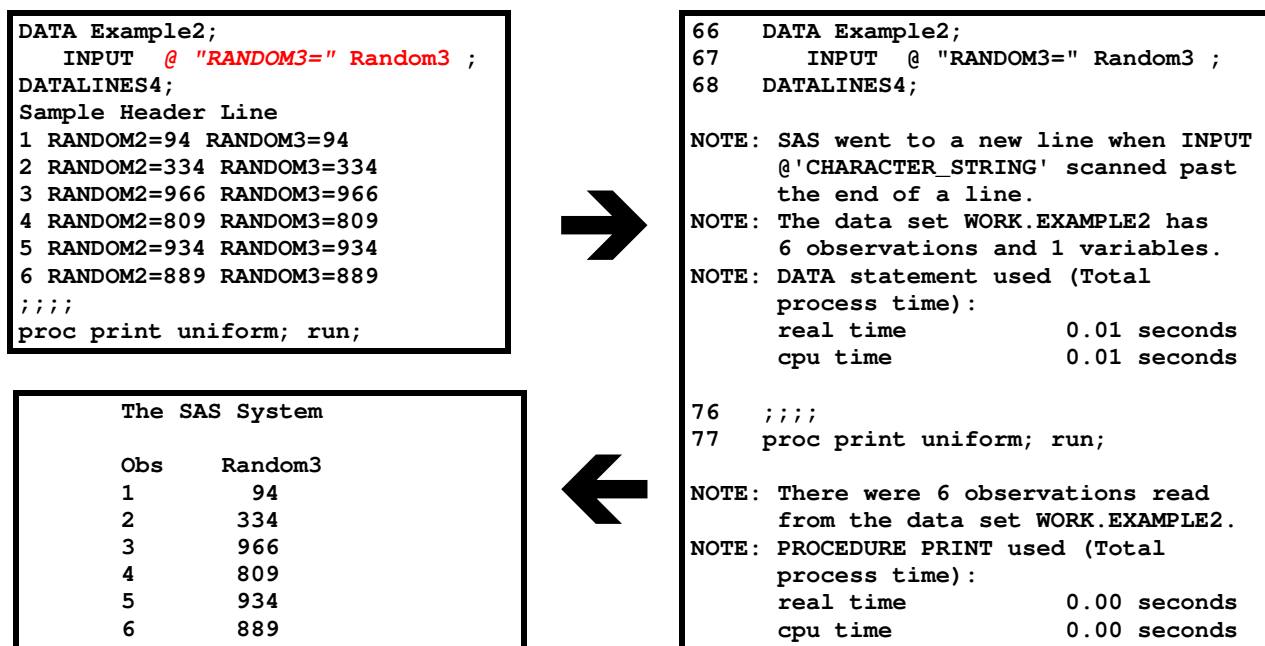 DATA Example2;
INPUT @ "RANDOM3=" Random3 ;
DATALINES4;
Sample Header Line
1 RANDOM2=94 RANDOM3=94
2 RANDOM2=334 RANDOM3=334
3 RANDOM2=966 RANDOM3=966
4 RANDOM2=809 RANDOM3=809
5 RANDOM2=934 RANDOM3=934
6 RANDOM2=889 RANDOM3=889
;;;;
proc print uniform; run;
66 DATA Example2;
67 INPUT @ "RANDOM3=" Random3 ;
68 DATALINES4;
NOTE: SAS went to a new line when INPUT
@'CHARACTER_STRING' scanned past
the end of a line.
NOTE: The data set WORK.EXAMPLE2 has
6 observations and 1 variables.
NOTE: DATA statement used (Total
process time):
real time 0.01 seconds
cpu time 0.01 seconds
76 ;;;;
77 proc print uniform; run;
NOTE: There were 6 observations read
from the data set WORK.EXAMPLE2.
NOTE: PROCEDURE PRINT used (Total
process time):
real time 0.00 seconds
cpu time 0.00 seconds
The SAS System
Obs Random3
1 94
2 334
3 966
4 809
5 934
6 889